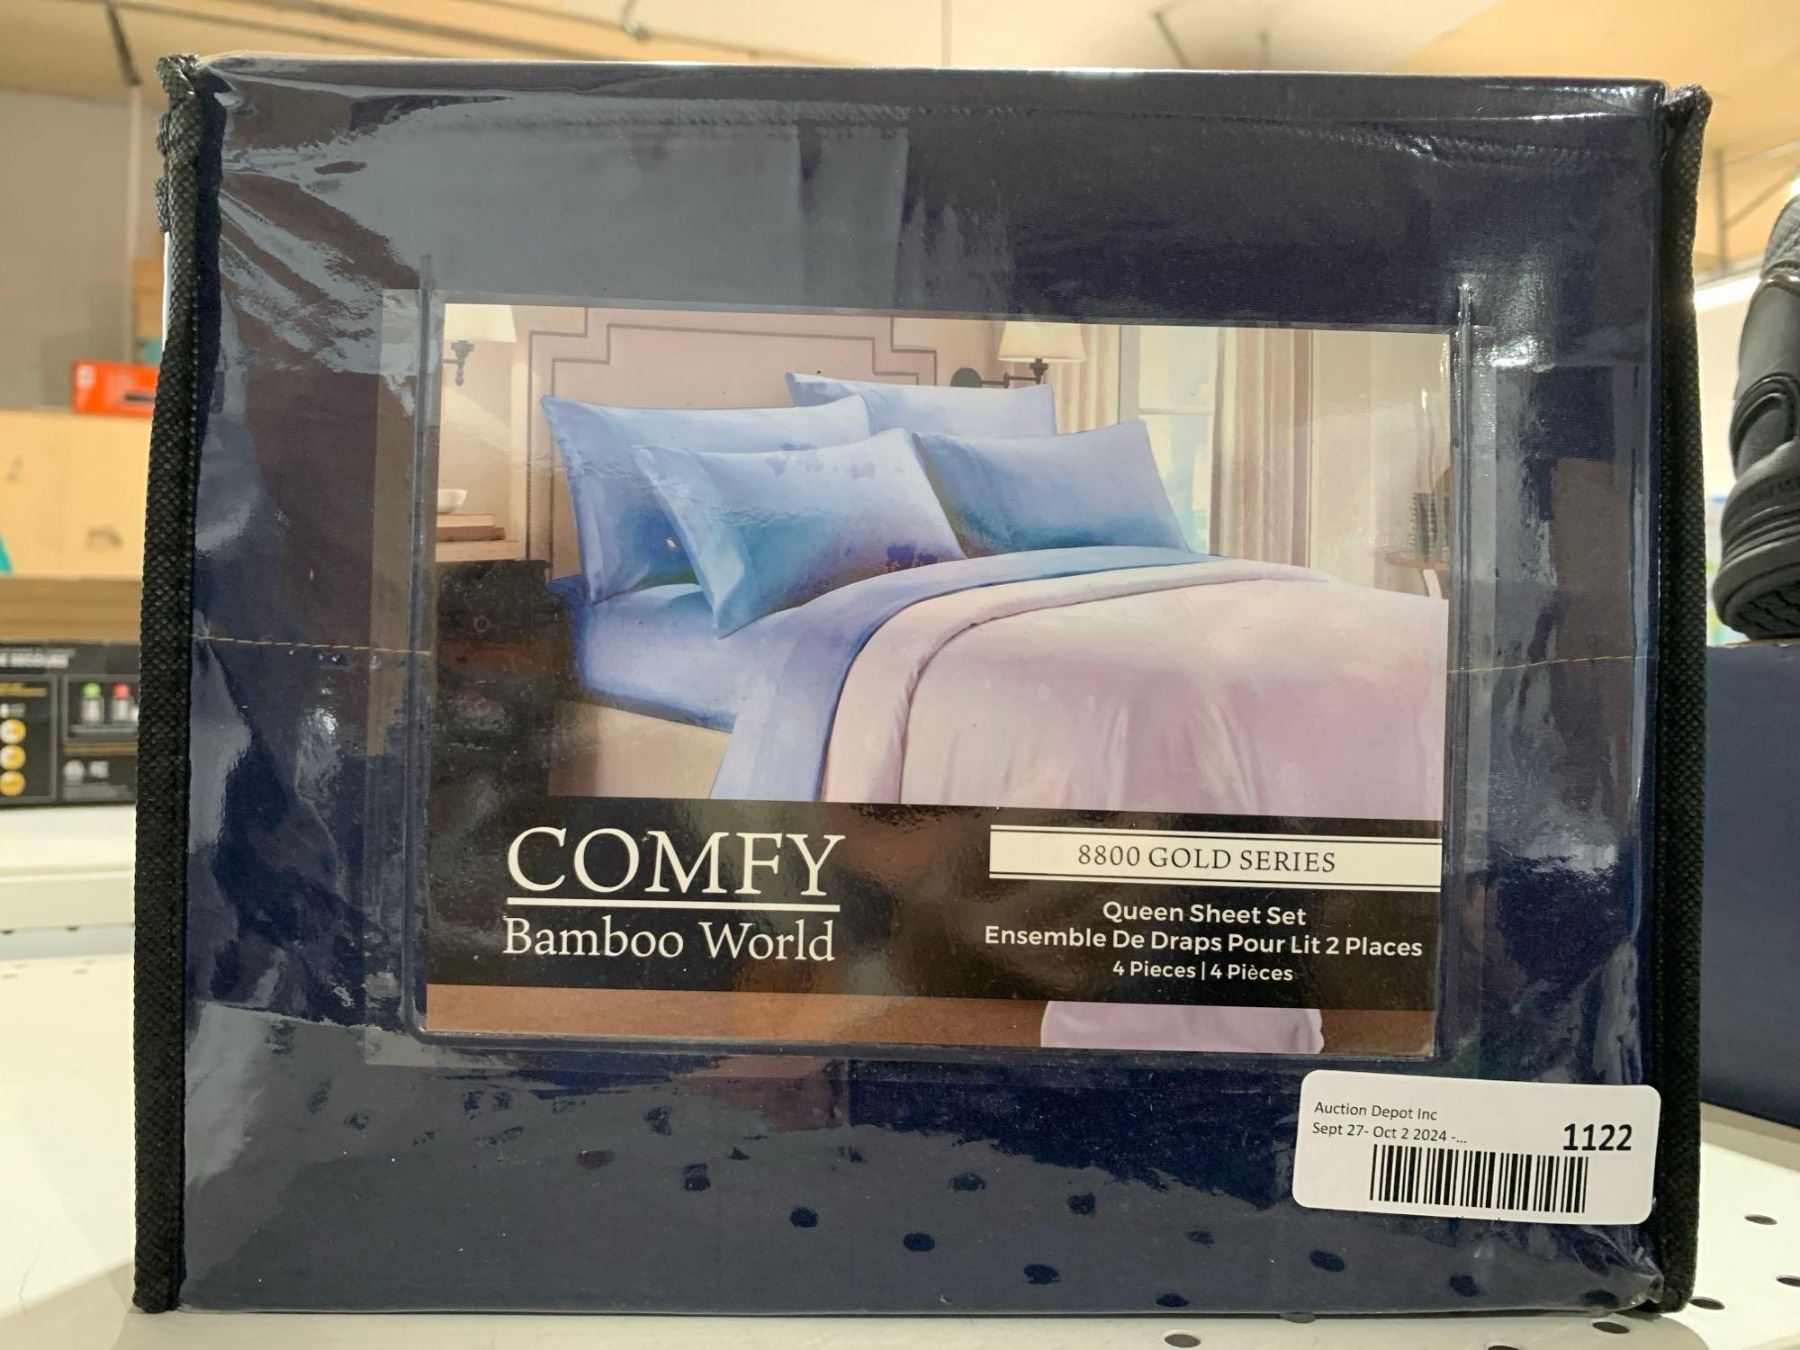 COMFY
Bamboo World
8800 GOLD SERIES
Queen Sheet Set
Ensemble De Draps Pour Lit 2 Places
4 Pieces | 4 Pièces
Auction Depot Inc
Sept 27- Oct 2 2024 -...
1122